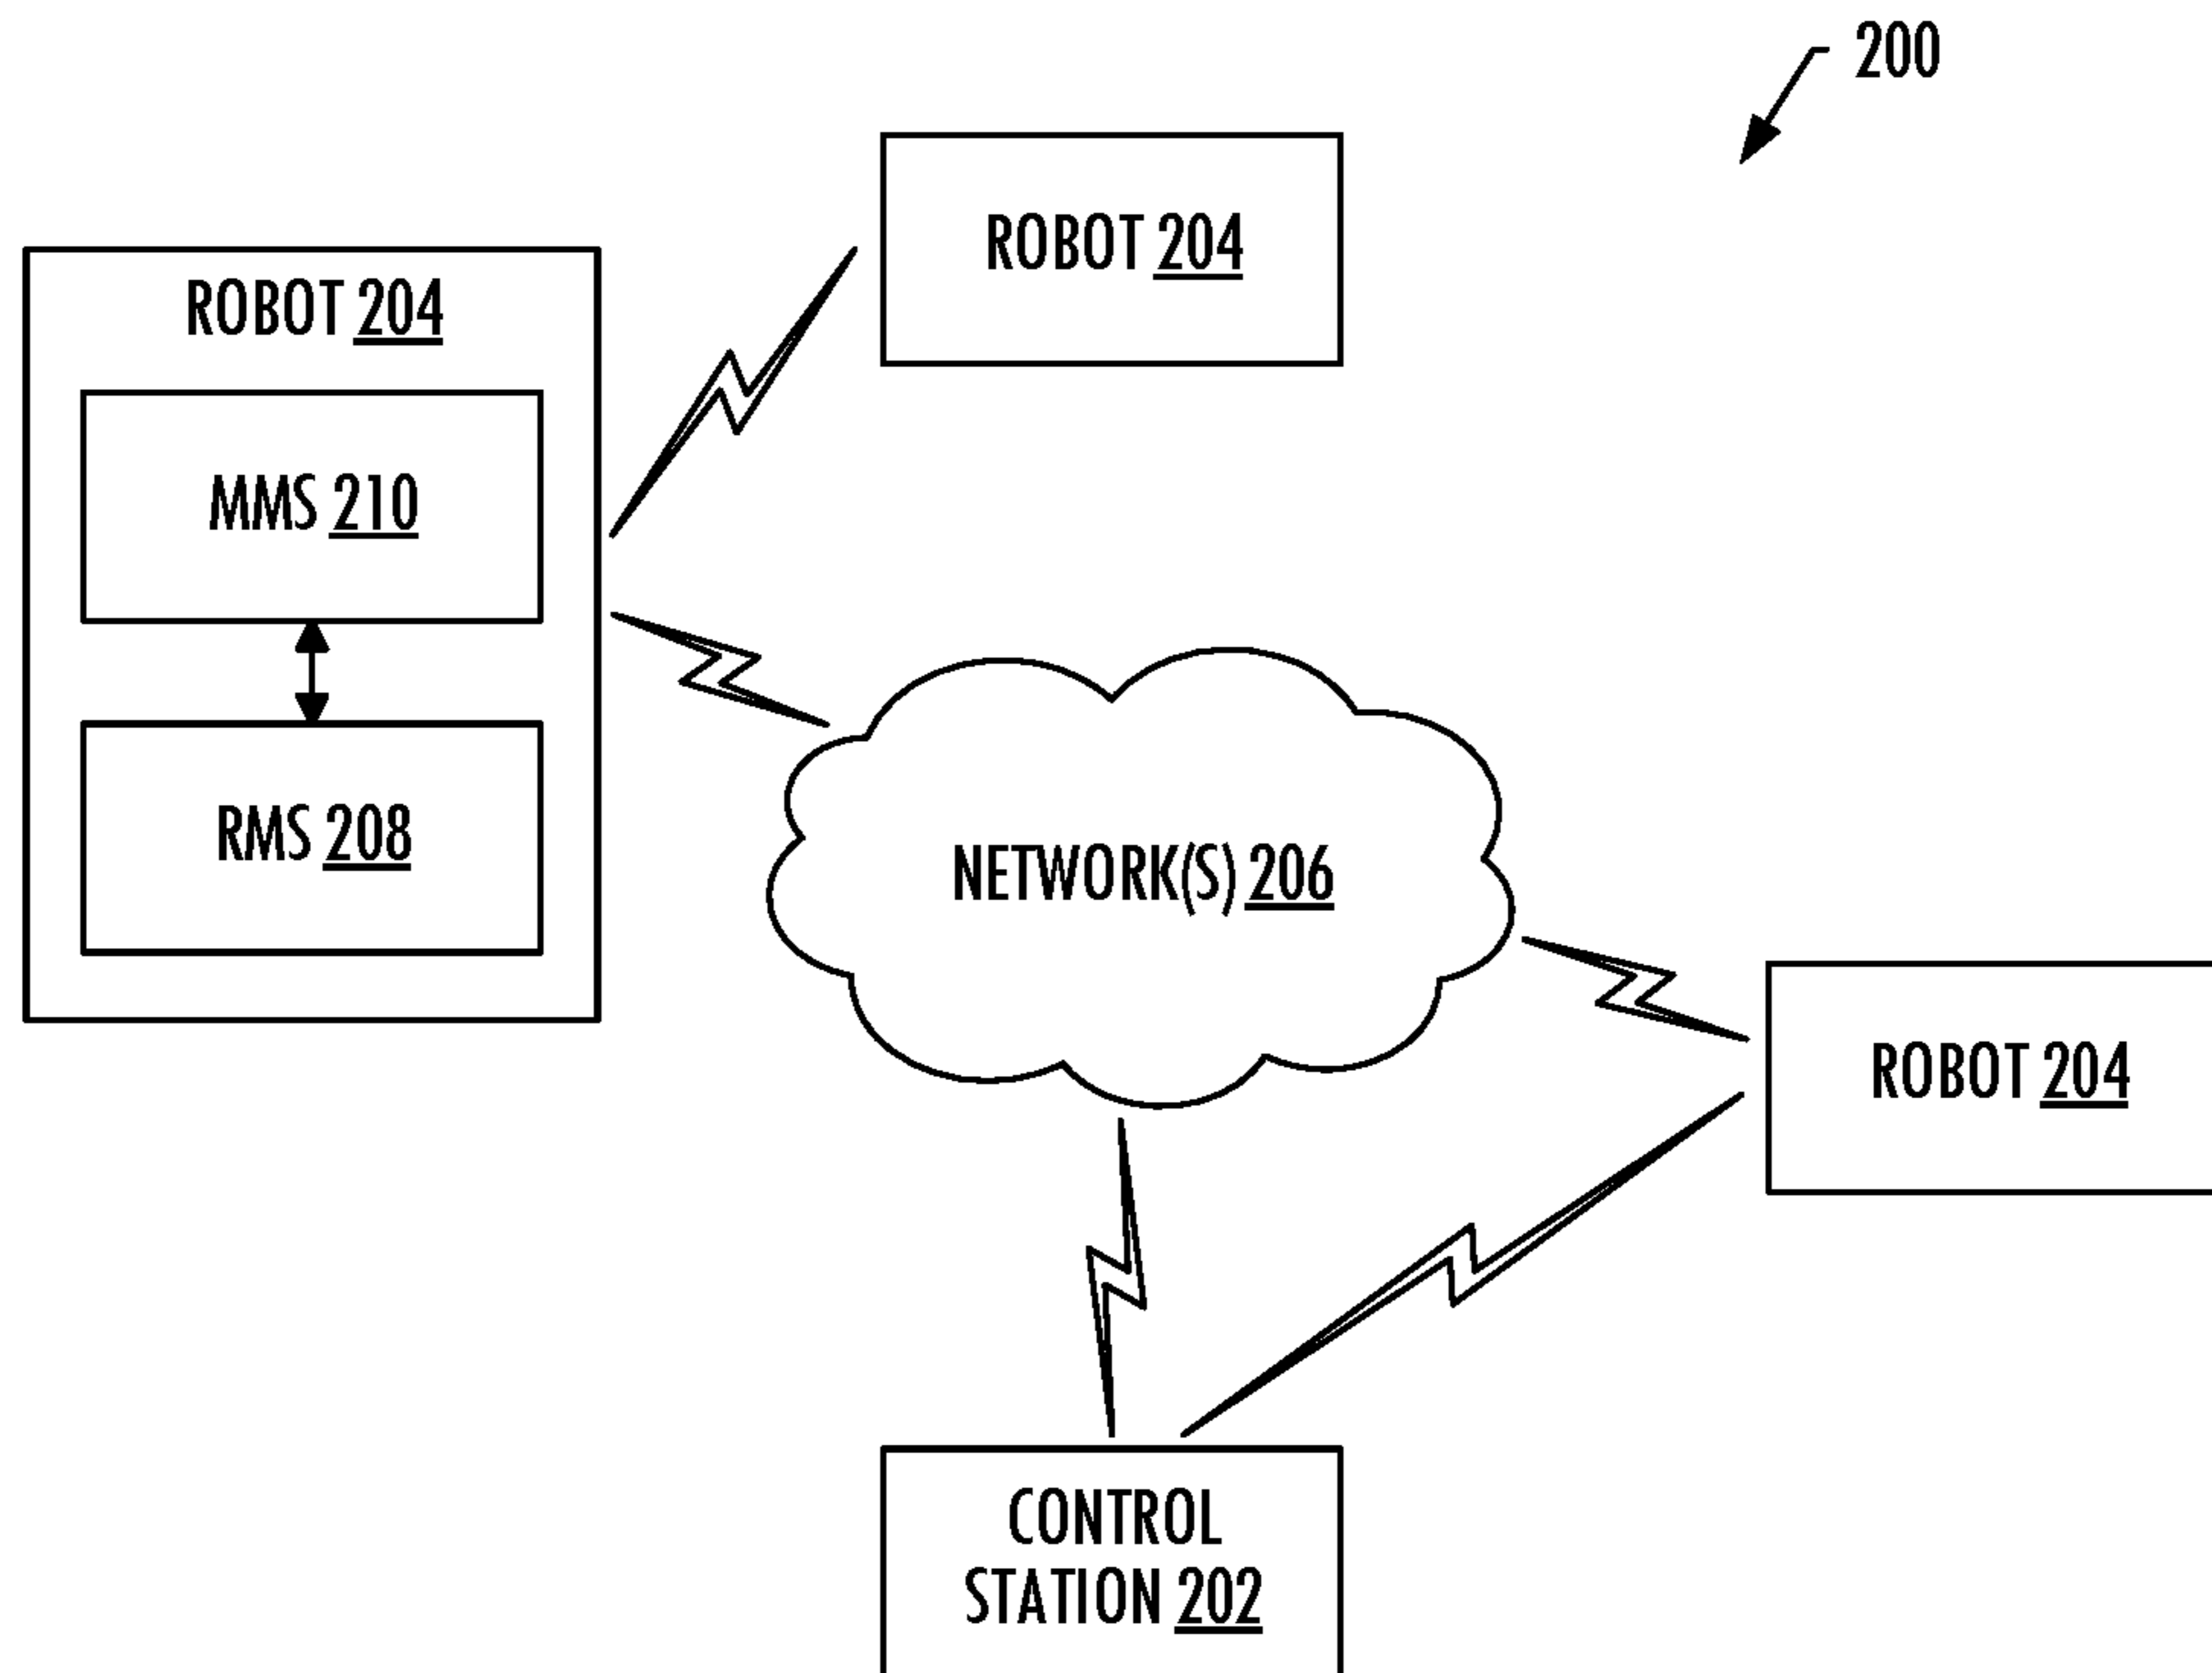 200
ROBOT 204
ROBOT 204
MMS 210
RMS 208
NETWORK(S) 206
ROBOT 204
CONTROL
STATION 202